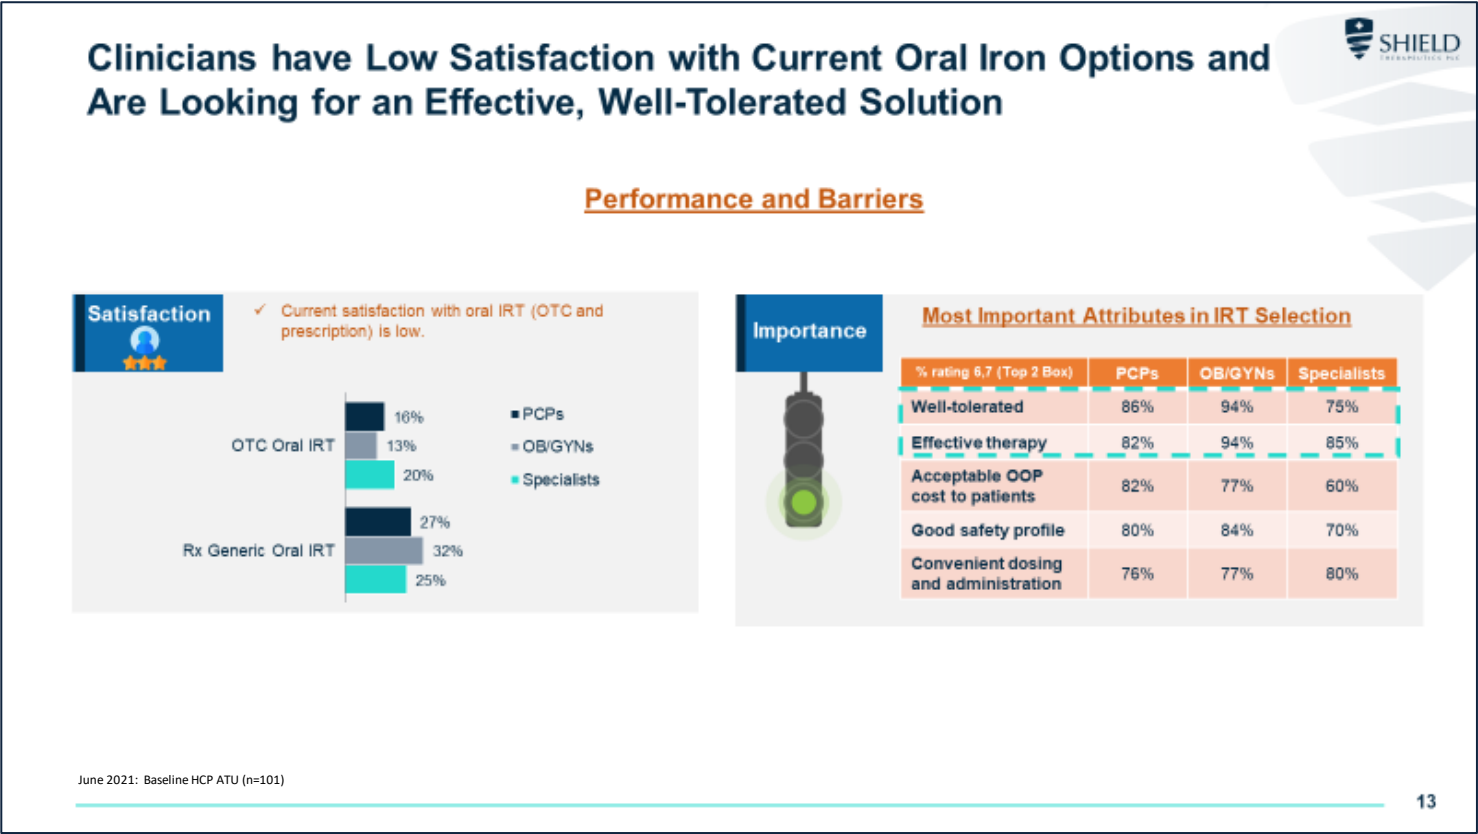 Clinicians have Low Satisfaction with Current Oral Iron Options and
Are Looking for an Effective, Well-Tolerated Solution
SHIELD
THERAPEUTICS PLC
Performance and Barriers
Satisfaction
✓ Current satisfaction with oral IRT (OTC and
prescription) is low.
OTC Oral IRT
16%
13%
20%
Rx Generic Oral IRT
27%
32%
25%
PCPs
OB/GYNs
Specialists
Importance
Most Important Attributes in IRT Selection
% rating 6,7 (Top 2 Box) PCPs OB/GYNs Specialists
Well-tolerated 86% 94% 75%
Effective therapy 82% 94% 85%
Acceptable OOP
cost to patients 82% 77% 60%
Good safety profile 80% 84% 70%
Convenient dosing
and administration 76% 77% 80%
June 2021: Baseline HCP ATU (n=101)
13